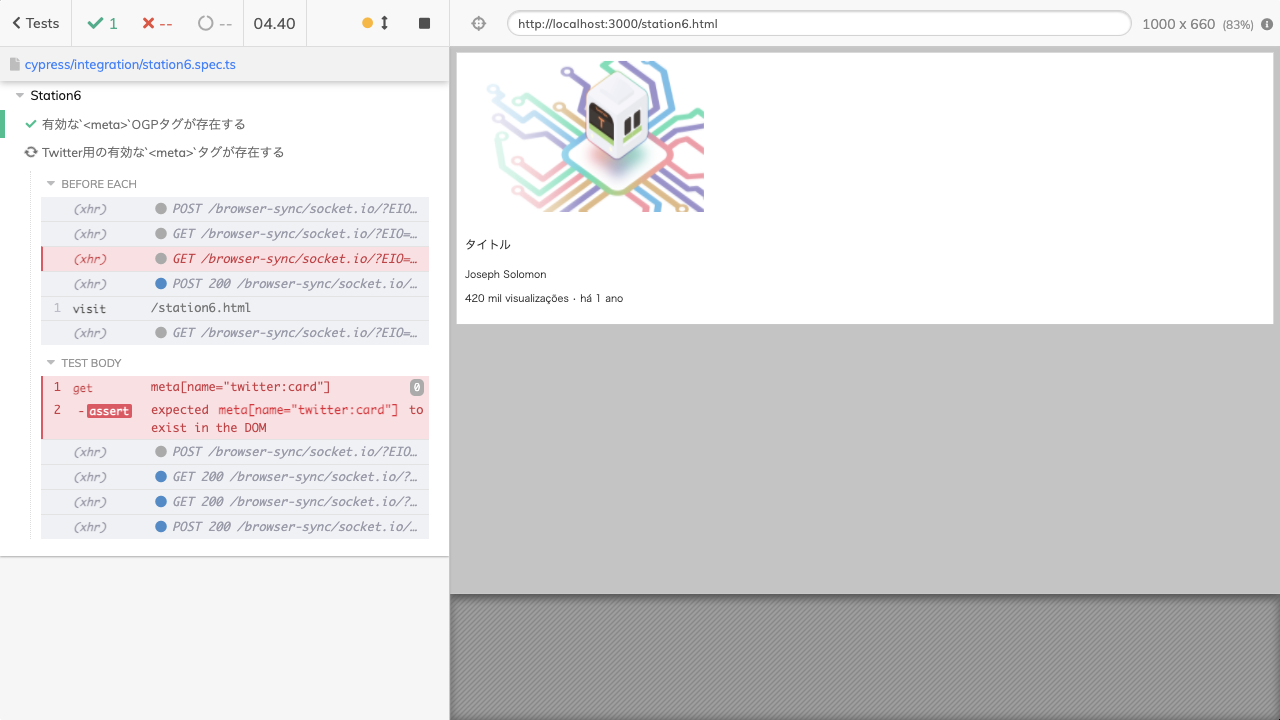 Tests
1
--
--
04.40
http://localhost:3000/station6.html
1000 x 660 (83%)
cypress/integration/station6.spec.ts
Station6
有効な`<meta>`OGPタグが存在する
Twitter用の有効な`<meta>`タグが存在する
BEFORE EACH
(xhr) POST /browser-sync/socket.io/?EIO…
(xhr) GET /browser-sync/socket.io/?EIO=…
(xhr) GET /browser-sync/socket.io/?EIO=…
(xhr) POST 200 /browser-sync/socket.io/…
1 visit /station6.html
(xhr) GET /browser-sync/socket.io/?EIO=…
TEST BODY
1 get meta[name="twitter:card"] 0
2 -assert expected meta[name="twitter:card"] to
exist in the DOM
(xhr) POST /browser-sync/socket.io/?EIO…
(xhr) GET 200 /browser-sync/socket.io/?…
(xhr) GET 200 /browser-sync/socket.io/?…
(xhr) POST 200 /browser-sync/socket.io/…
T
タイトル
Joseph Solomon
420 mil visualizações · há 1 ano